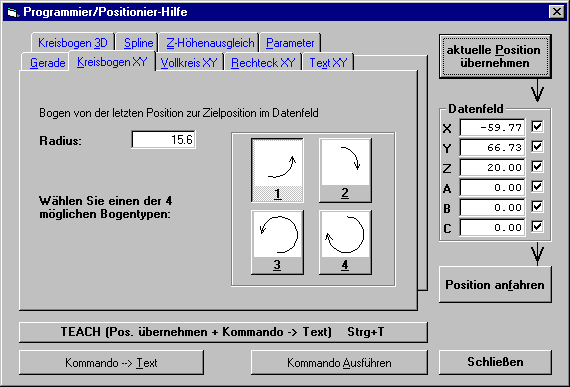 Programmier/Positionier-Hilfe
Kreisbogen 3D Spline Z-Höhenausgleich Parameter
Gerade Kreisbogen XY Vollkreis XY Rechteck XY Text XY
aktuelle Position
übernehmen
Bogen von der letzten Position zur Zielposition im Datenfeld
Radius: 15.6
Wählen Sie einen der 4
möglichen Bogentypen:
1 2
3 4
Datenfeld
X -59.77
Y 66.73
Z 20.00
A 0.00
B 0.00
C 0.00
Position anfahren
TEACH (Pos. übernehmen + Kommando -> Text) Strg+T
Kommando --> Text Kommando Ausführen Schließen